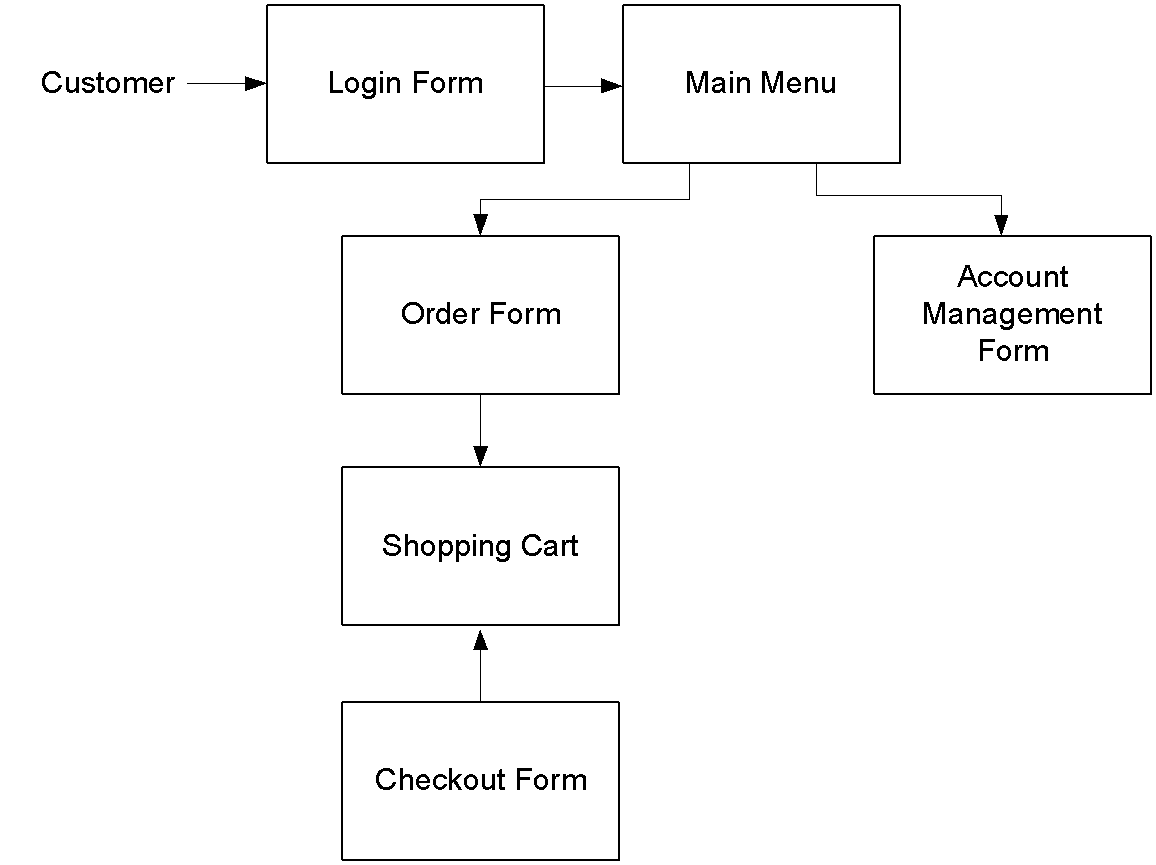 Customer
Login Form
Main Menu
Order Form
Account
Management
Form
Shopping Cart
Checkout Form